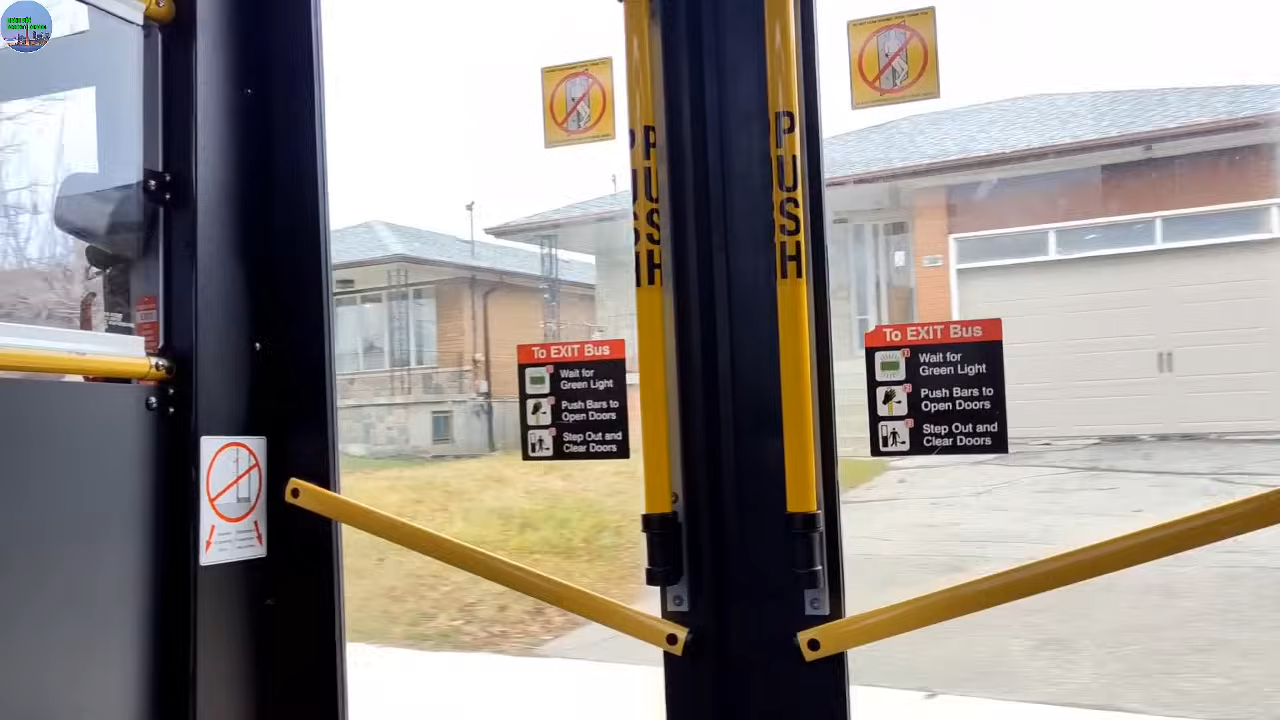 PUSH
PUSH
To EXIT Bus
Wait for
Green Light
Push Bars to
Open Doors
Step Out and
Clear Doors
To EXIT Bus
Wait for
Green Light
Push Bars to
Open Doors
Step Out and
Clear Doors